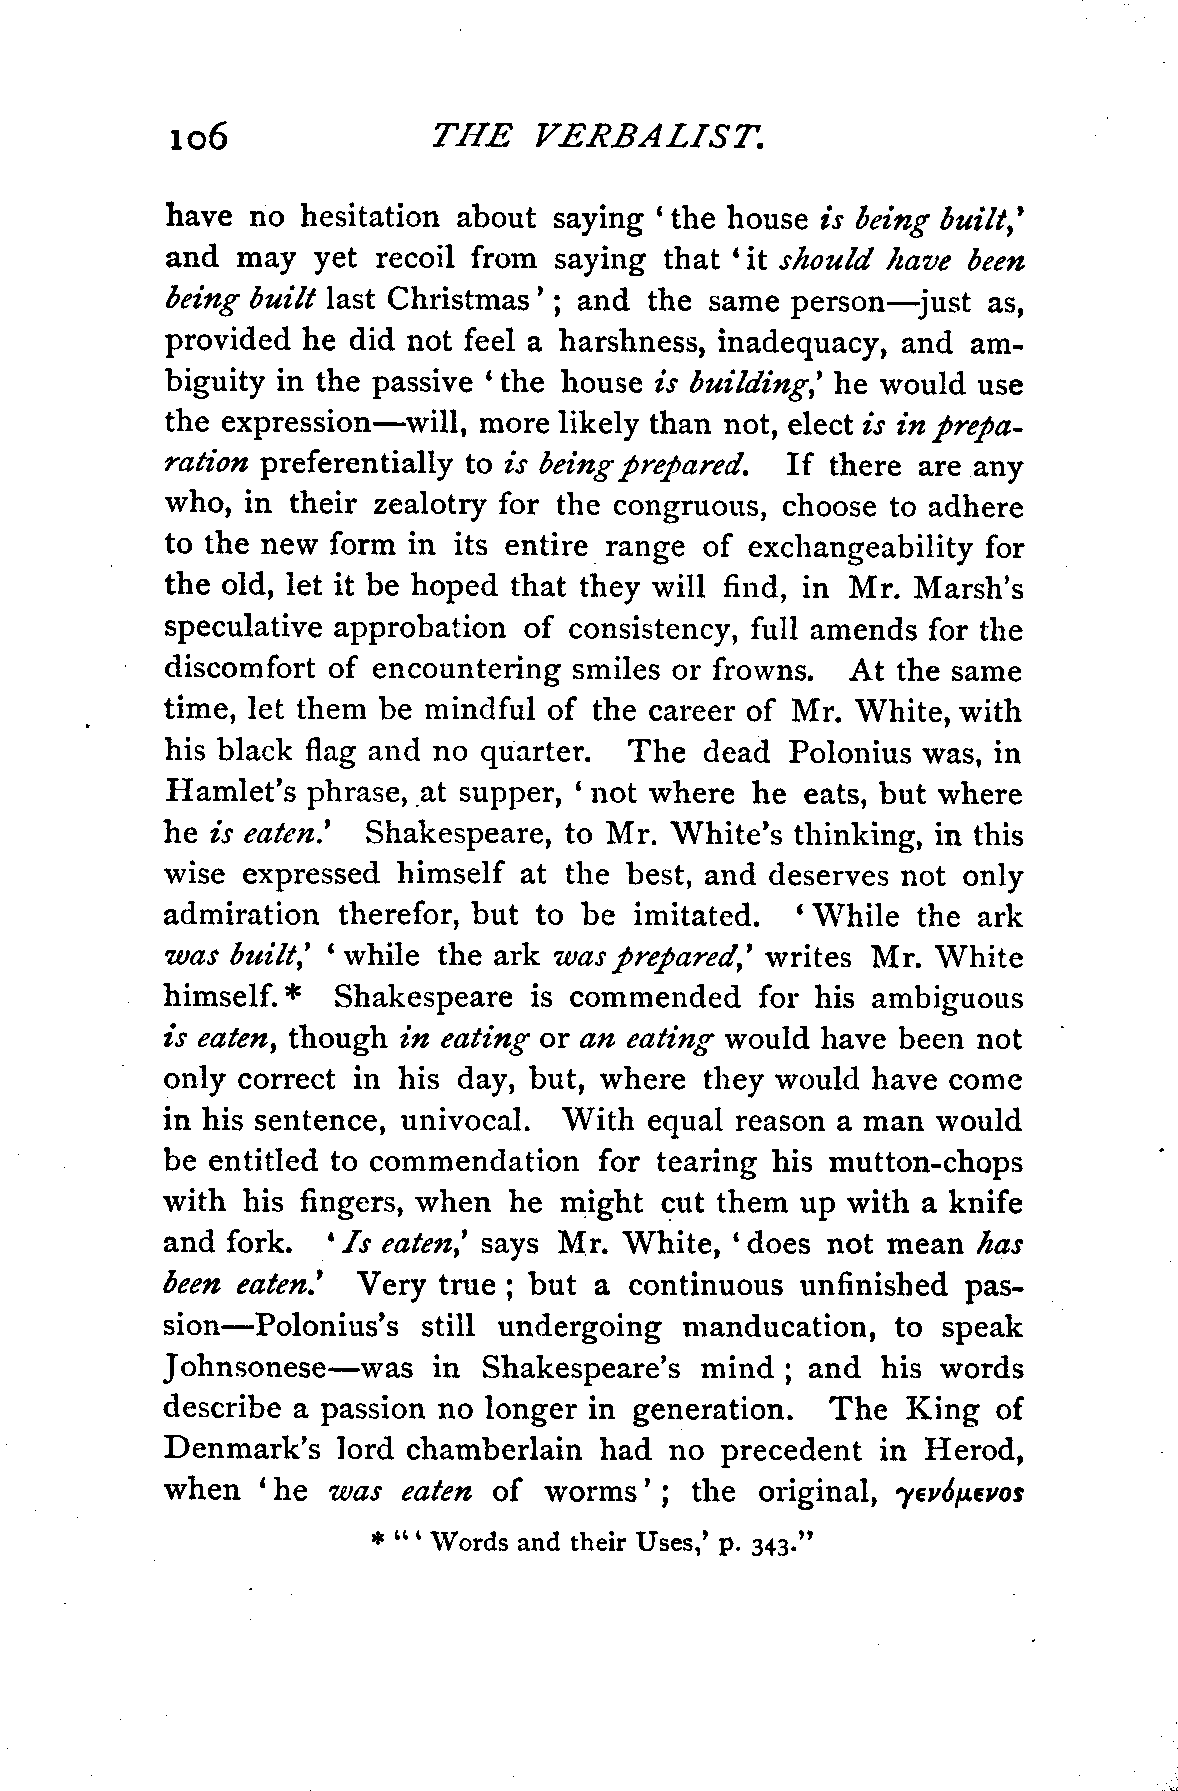 106 THE VERBALIST.
have no hesitation about saying ‘the house is being built,’
and may yet recoil from saying that ‘it should have been
being built last Christmas’; and the same person—just as,
provided he did not feel a harshness, inadequacy, and am-
biguity in the passive ‘the house is building,’ he would use
the expression—will, more likely than not, elect is in prepa-
ration preferentially to is being prepared. If there are any
who, in their zealotry for the congruous, choose to adhere
to the new form in its entire range of exchangeability for
the old, let it be hoped that they will find, in Mr. Marsh's
speculative approbation of consistency, full amends for the
discomfort of encountering smiles or frowns. At the same
time, let them be mindful of the career of Mr. White, with
his black flag and no quarter. The dead Polonius was, in
Hamlet's phrase, at supper, ‘not where he eats, but where
he is eaten.’ Shakespeare, to Mr. White's thinking, in this
wise expressed himself at the best, and deserves not only
admiration therefor, but to be imitated. ‘While the ark
was built,’ ‘while the ark was prepared,’ writes Mr. White
himself.* Shakespeare is commended for his ambiguous
is eaten, though in eating or an eating would have been not
only correct in his day, but, where they would have come
in his sentence, univocal. With equal reason a man would
be entitled to commendation for tearing his mutton-chops
with his fingers, when he might cut them up with a knife
and fork. ‘Is eaten,’ says Mr. White, ‘does not mean has
been eaten.’ Very true; but a continuous unfinished pas-
sion—Polonius's still undergoing manducation, to speak
Johnsonese—was in Shakespeare's mind; and his words
describe a passion no longer in generation. The King of
Denmark's lord chamberlain had no precedent in Herod,
when ‘he was eaten of worms’; the original, γενόμενος
* “‘Words and their Uses,’ p. 343.”